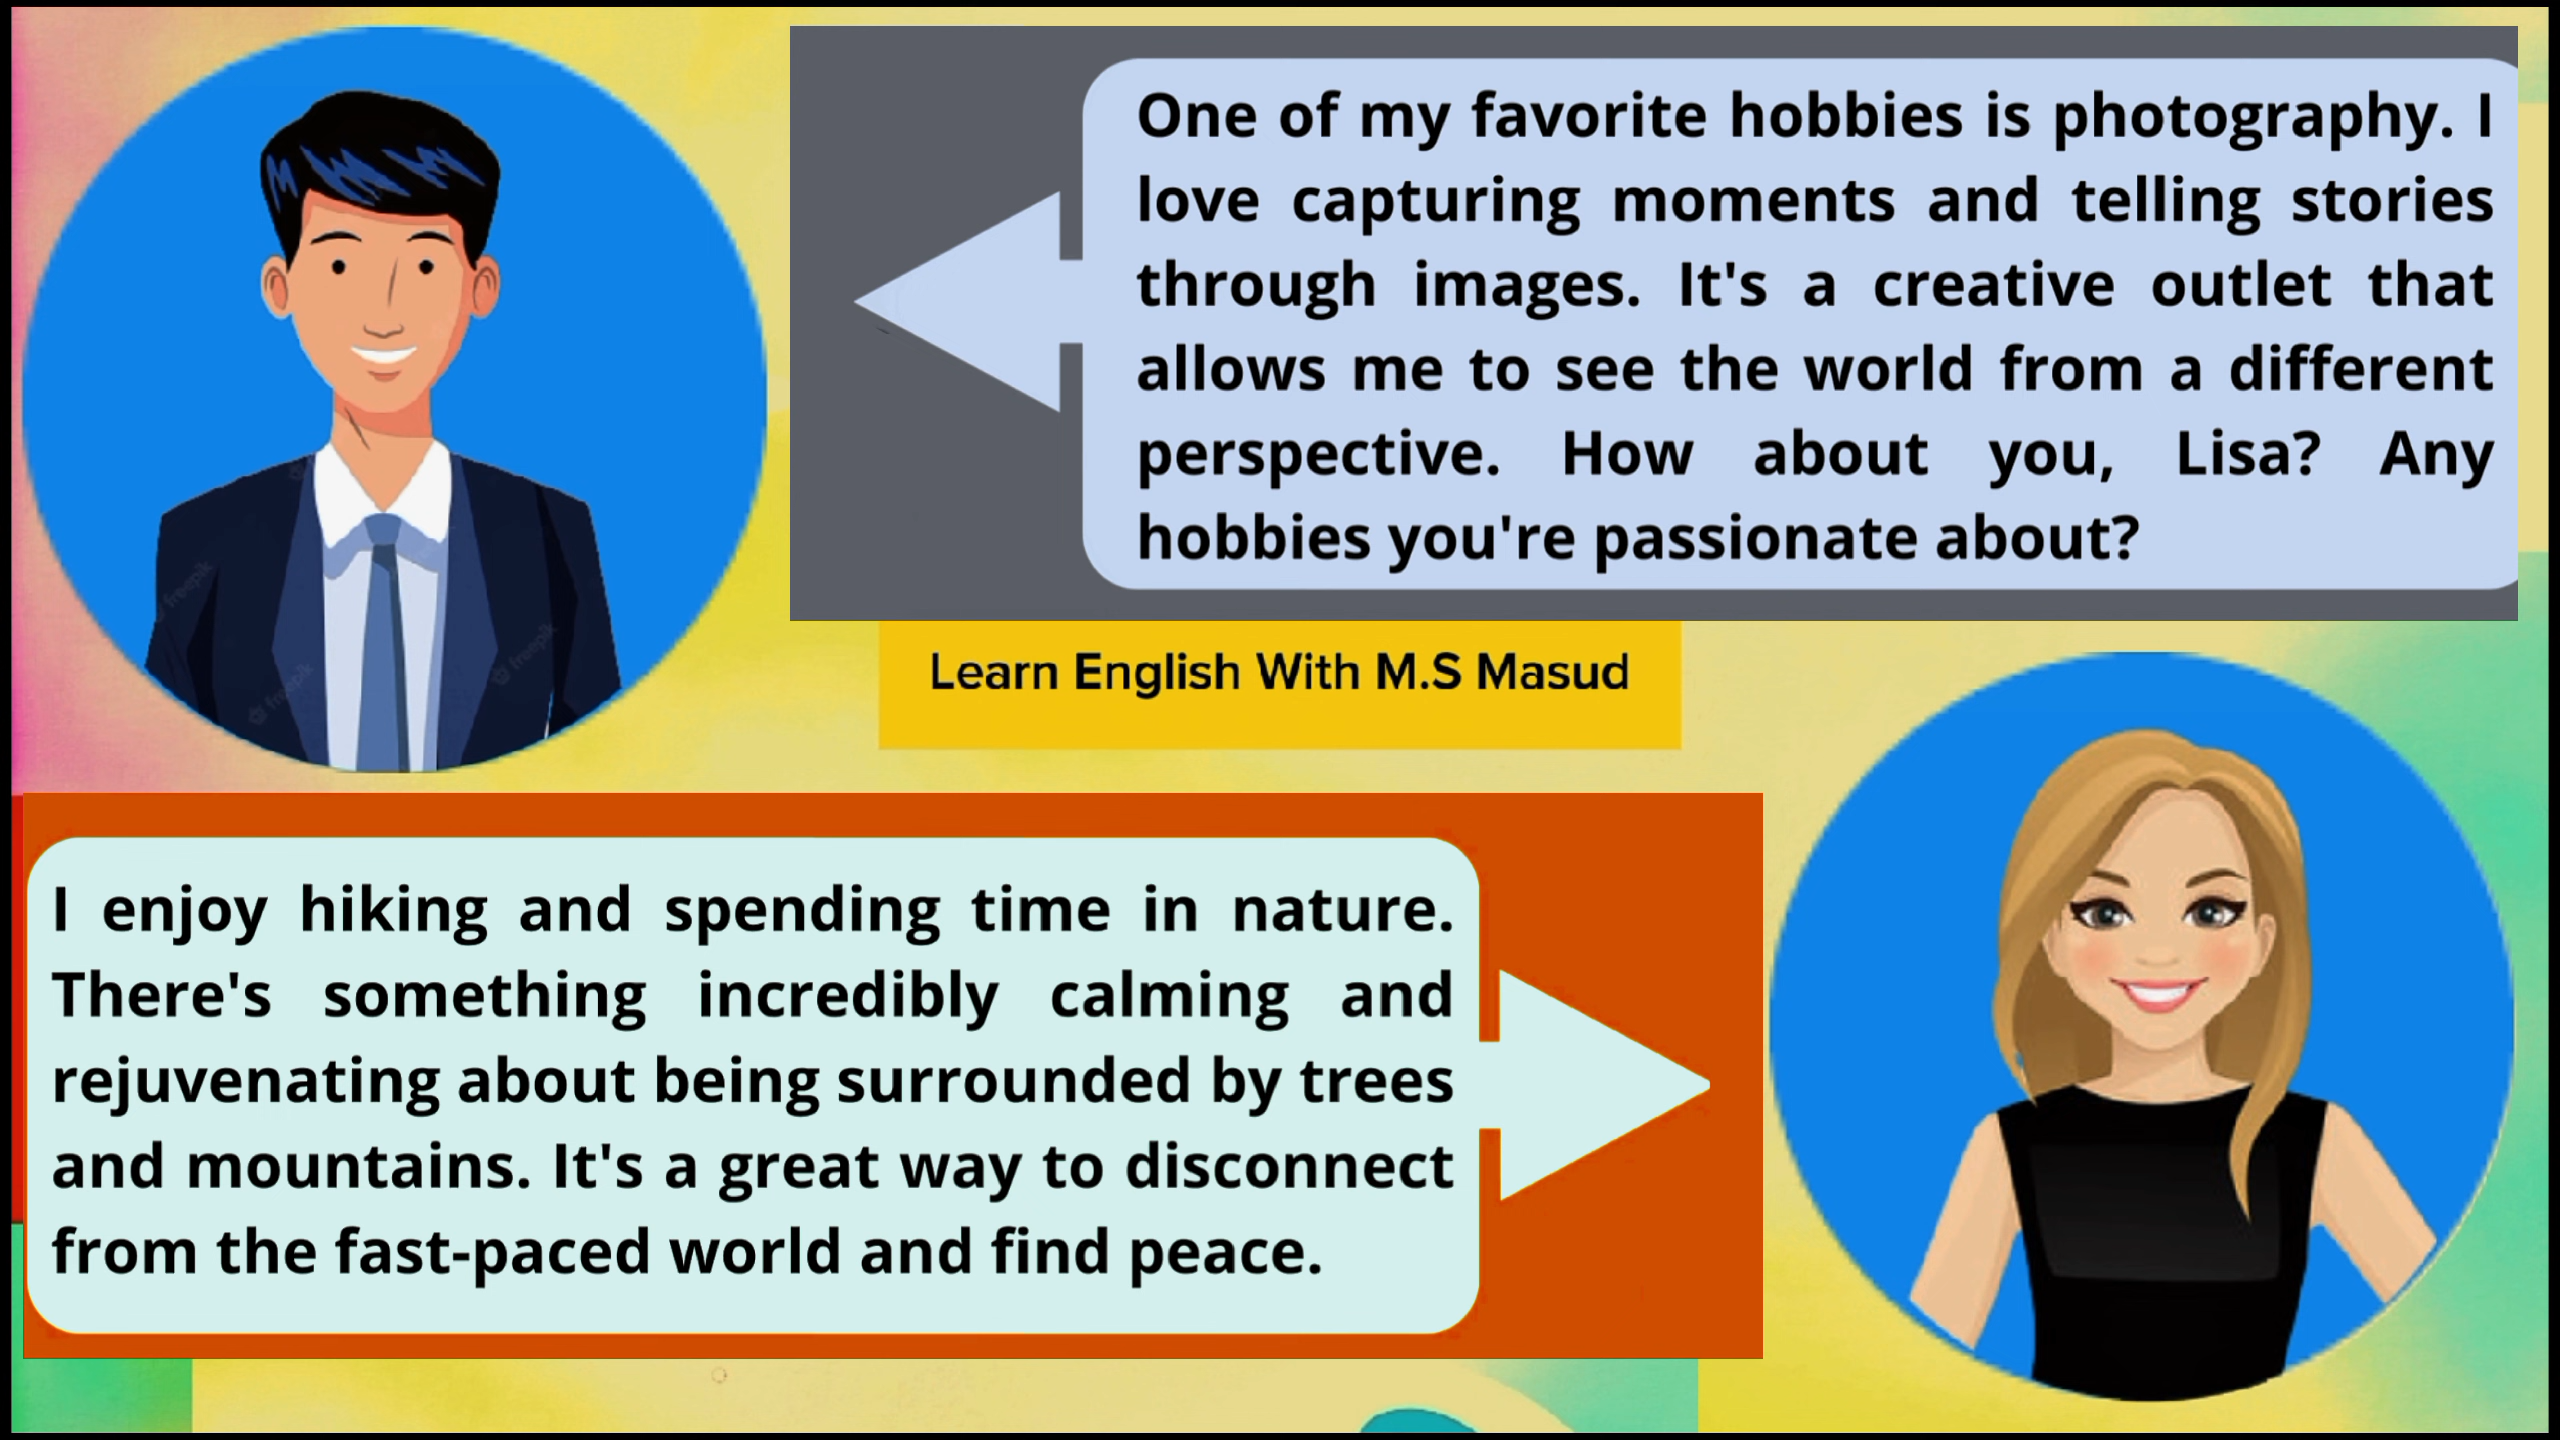 One of my favorite hobbies is photography. I
love capturing moments and telling stories
through images. It's a creative outlet that
allows me to see the world from a different
perspective. How about you, Lisa? Any
hobbies you're passionate about?
Learn English With M.S Masud
I enjoy hiking and spending time in nature.
There's something incredibly calming and
rejuvenating about being surrounded by trees
and mountains. It's a great way to disconnect
from the fast-paced world and find peace.
freepik
freepik
freepik